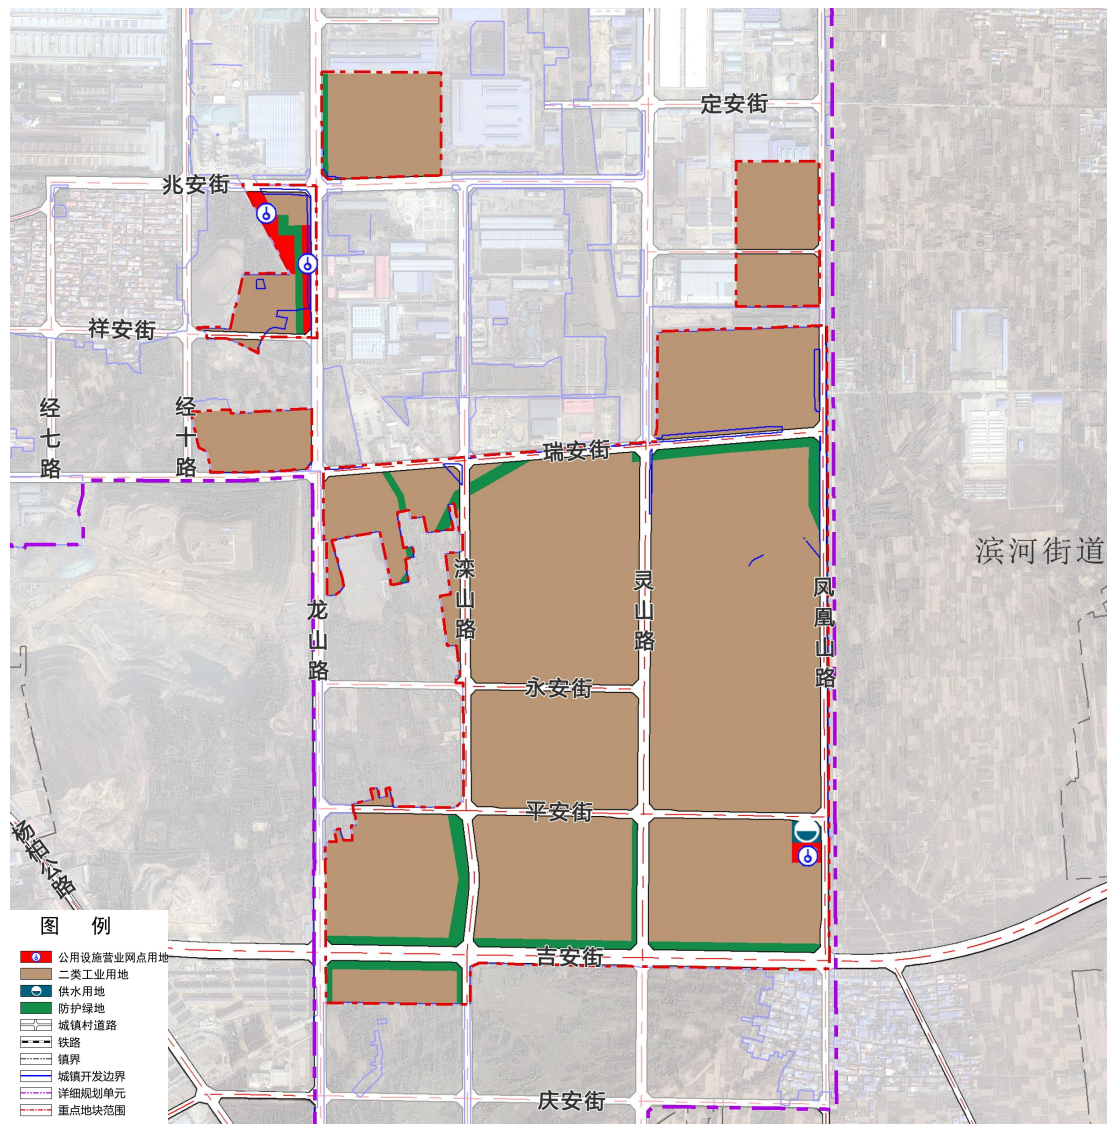 定安街
兆安街
祥安街
经七路
经十路
瑞安街
滨河街道
滦山路
灵山路
凤凰山路
龙山路
永安街
平安街
杨柏公路
吉安街
庆安街
图 例
公用设施营业网点用地
二类工业用地
供水用地
防护绿地
城镇村道路
铁路
镇界
城镇开发边界
详细规划单元
重点地块范围